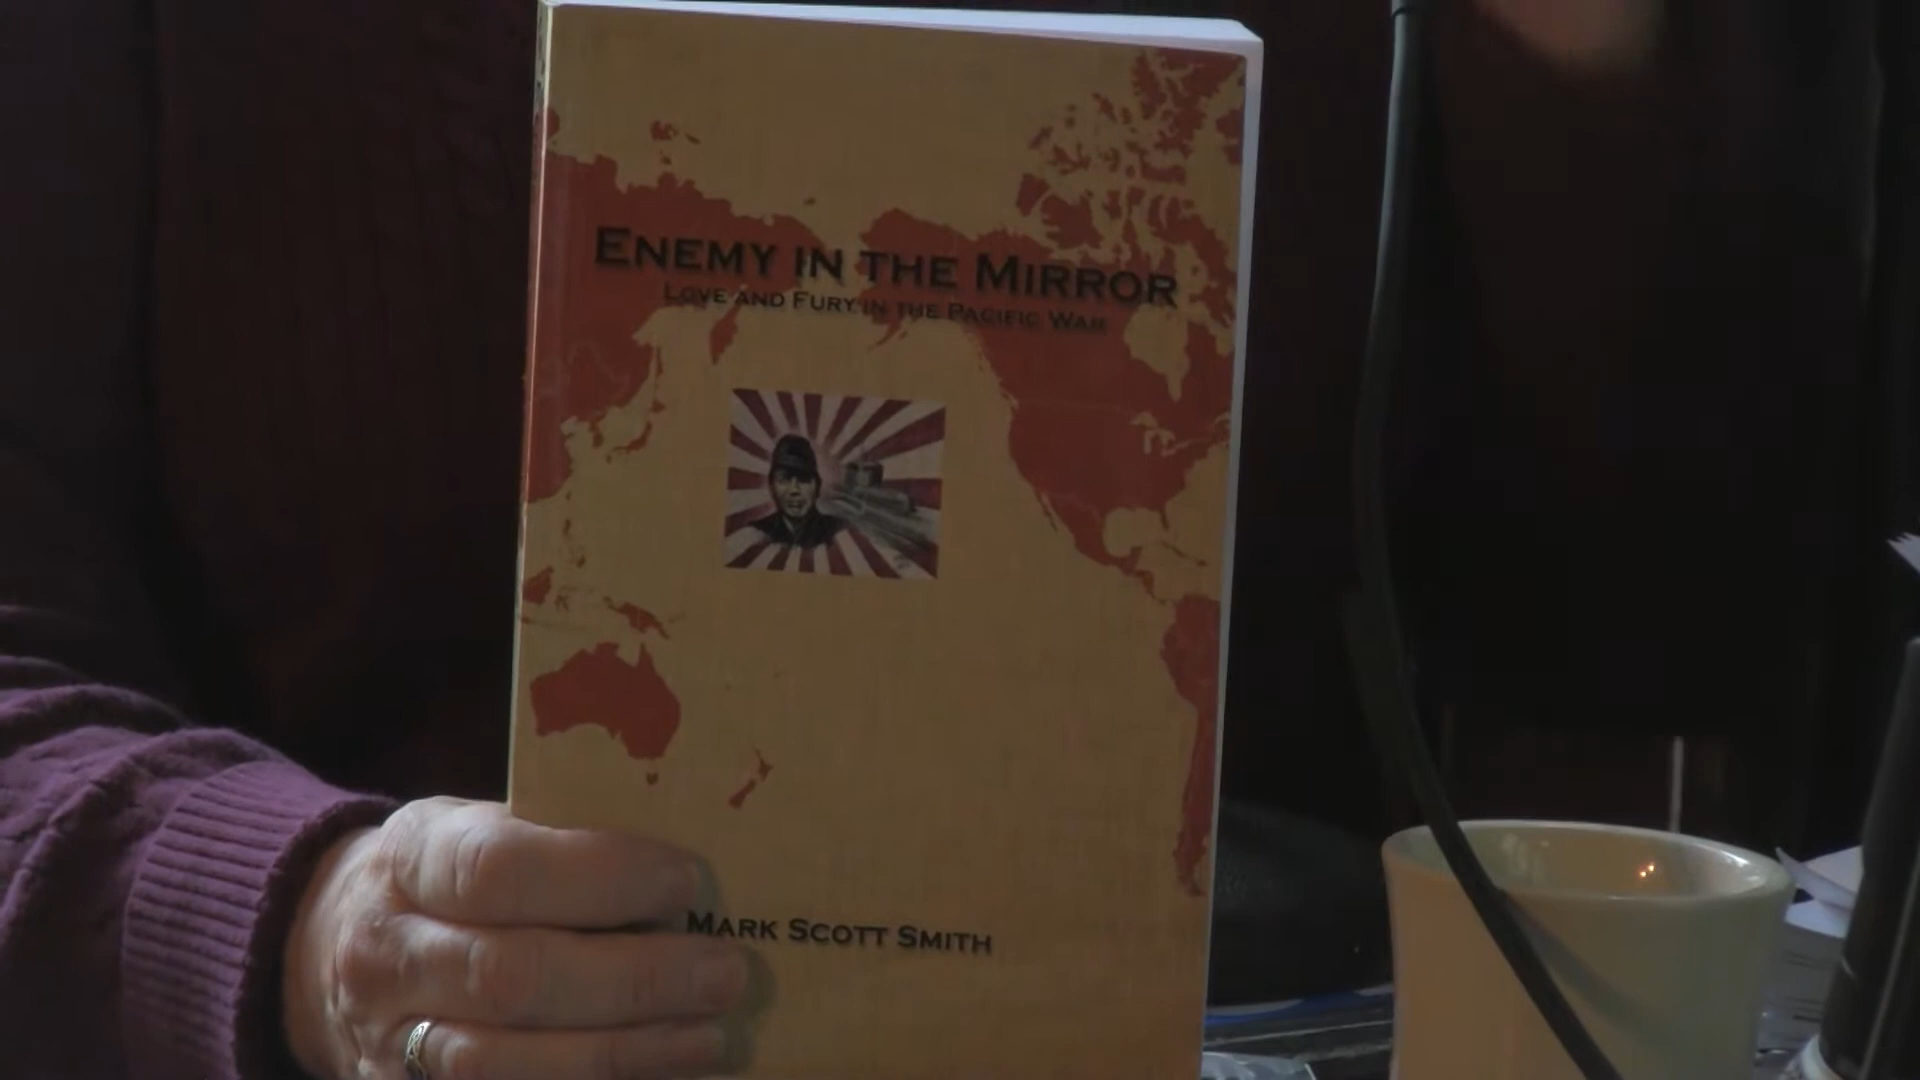 ENEMY IN THE MIRROR
LOVE AND FURY IN THE PACIFIC WAR
MARK SCOTT SMITH